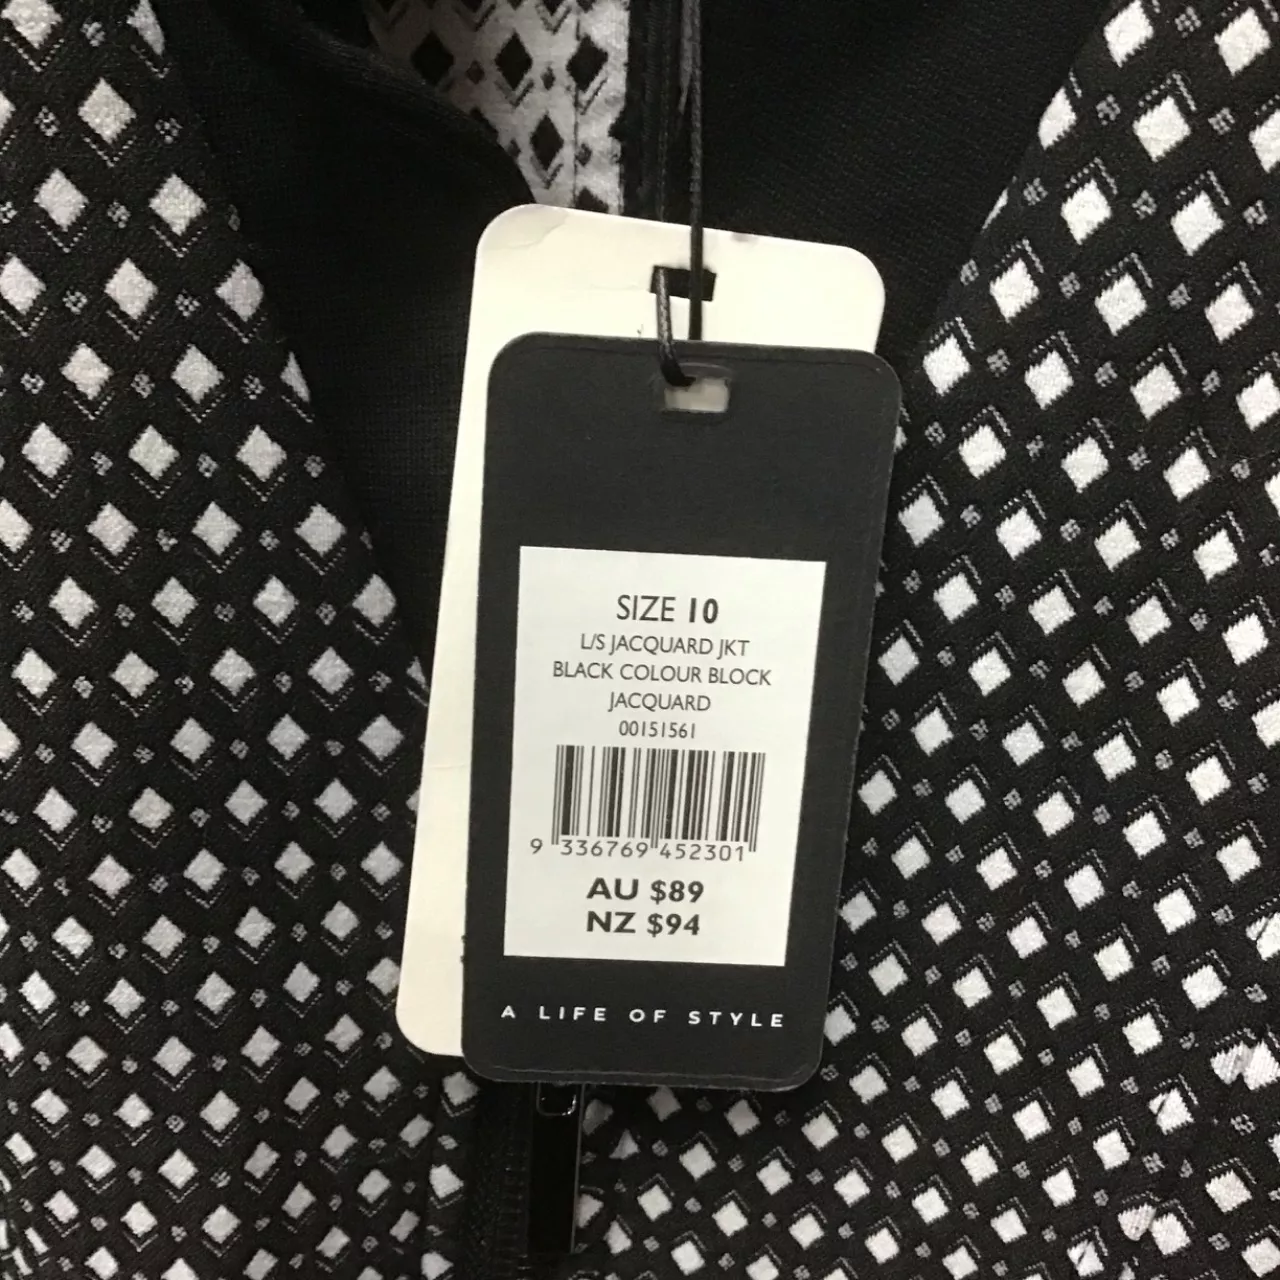 SIZE 10
L/S JACQUARD JKT
BLACK COLOUR BLOCK
JACQUARD
00151561
9 336769 452301
AU $89
NZ $94
A LIFE OF STYLE